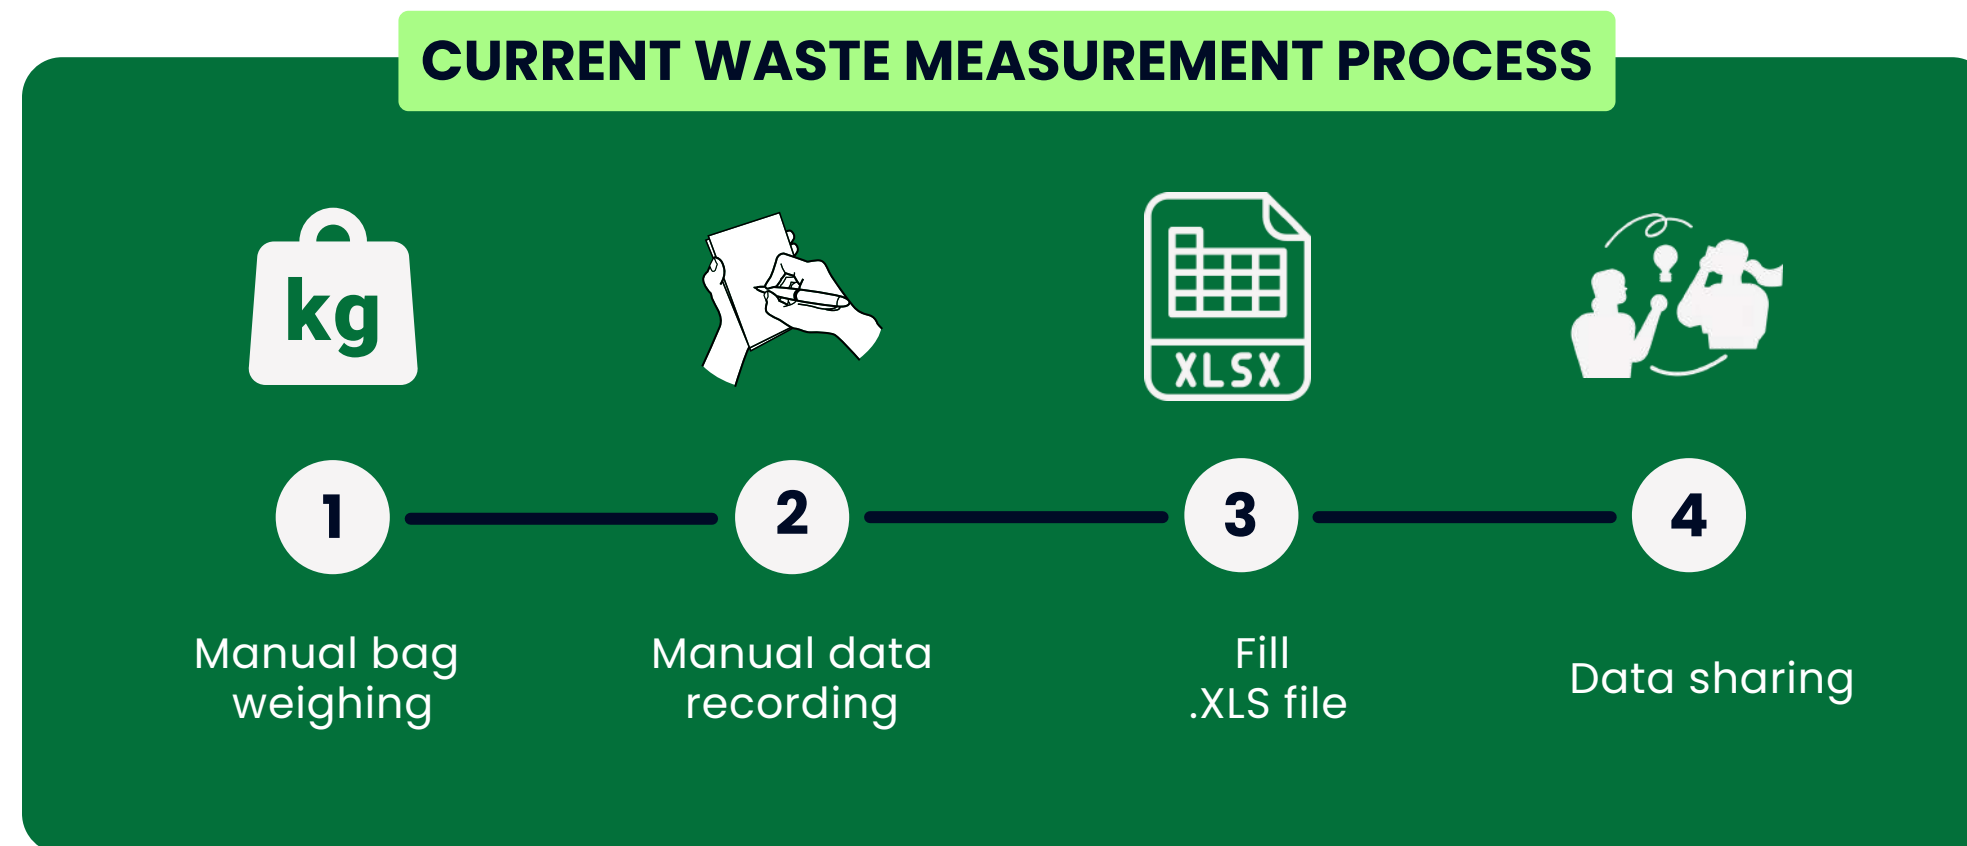 CURRENT WASTE MEASUREMENT PROCESS
kg
XLSX
1
2
3
4
Manual bag
weighing
Manual data
recording
Fill
.XLS file
Data sharing